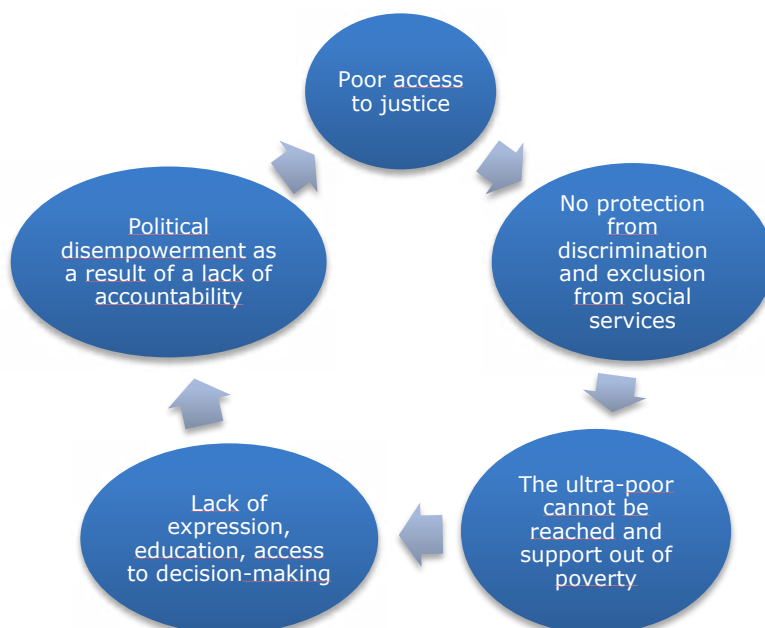 Poor access
to justice
No protection
from
discrimination
and exclusion
from social
services
The ultra-poor
cannot be
reached and
support out of
poverty
Lack of
expression,
education, access
to decision-making
Political
disempowerment as
a result of a lack of
accountability